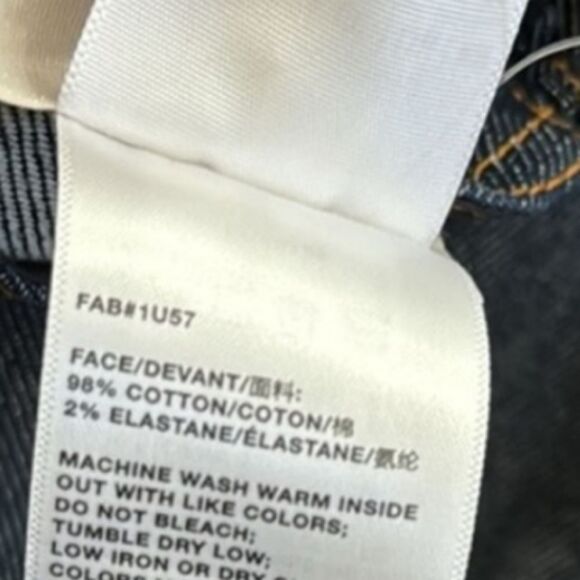 FAB#1U57
FACE/DEVANT/面料:
98% COTTON/COTON/棉
2% ELASTANE/ÉLASTANE/氨纶
MACHINE WASH WARM INSIDE
OUT WITH LIKE COLORS;
DO NOT BLEACH;
TUMBLE DRY LOW;
LOW IRON OR DRY
COLORS